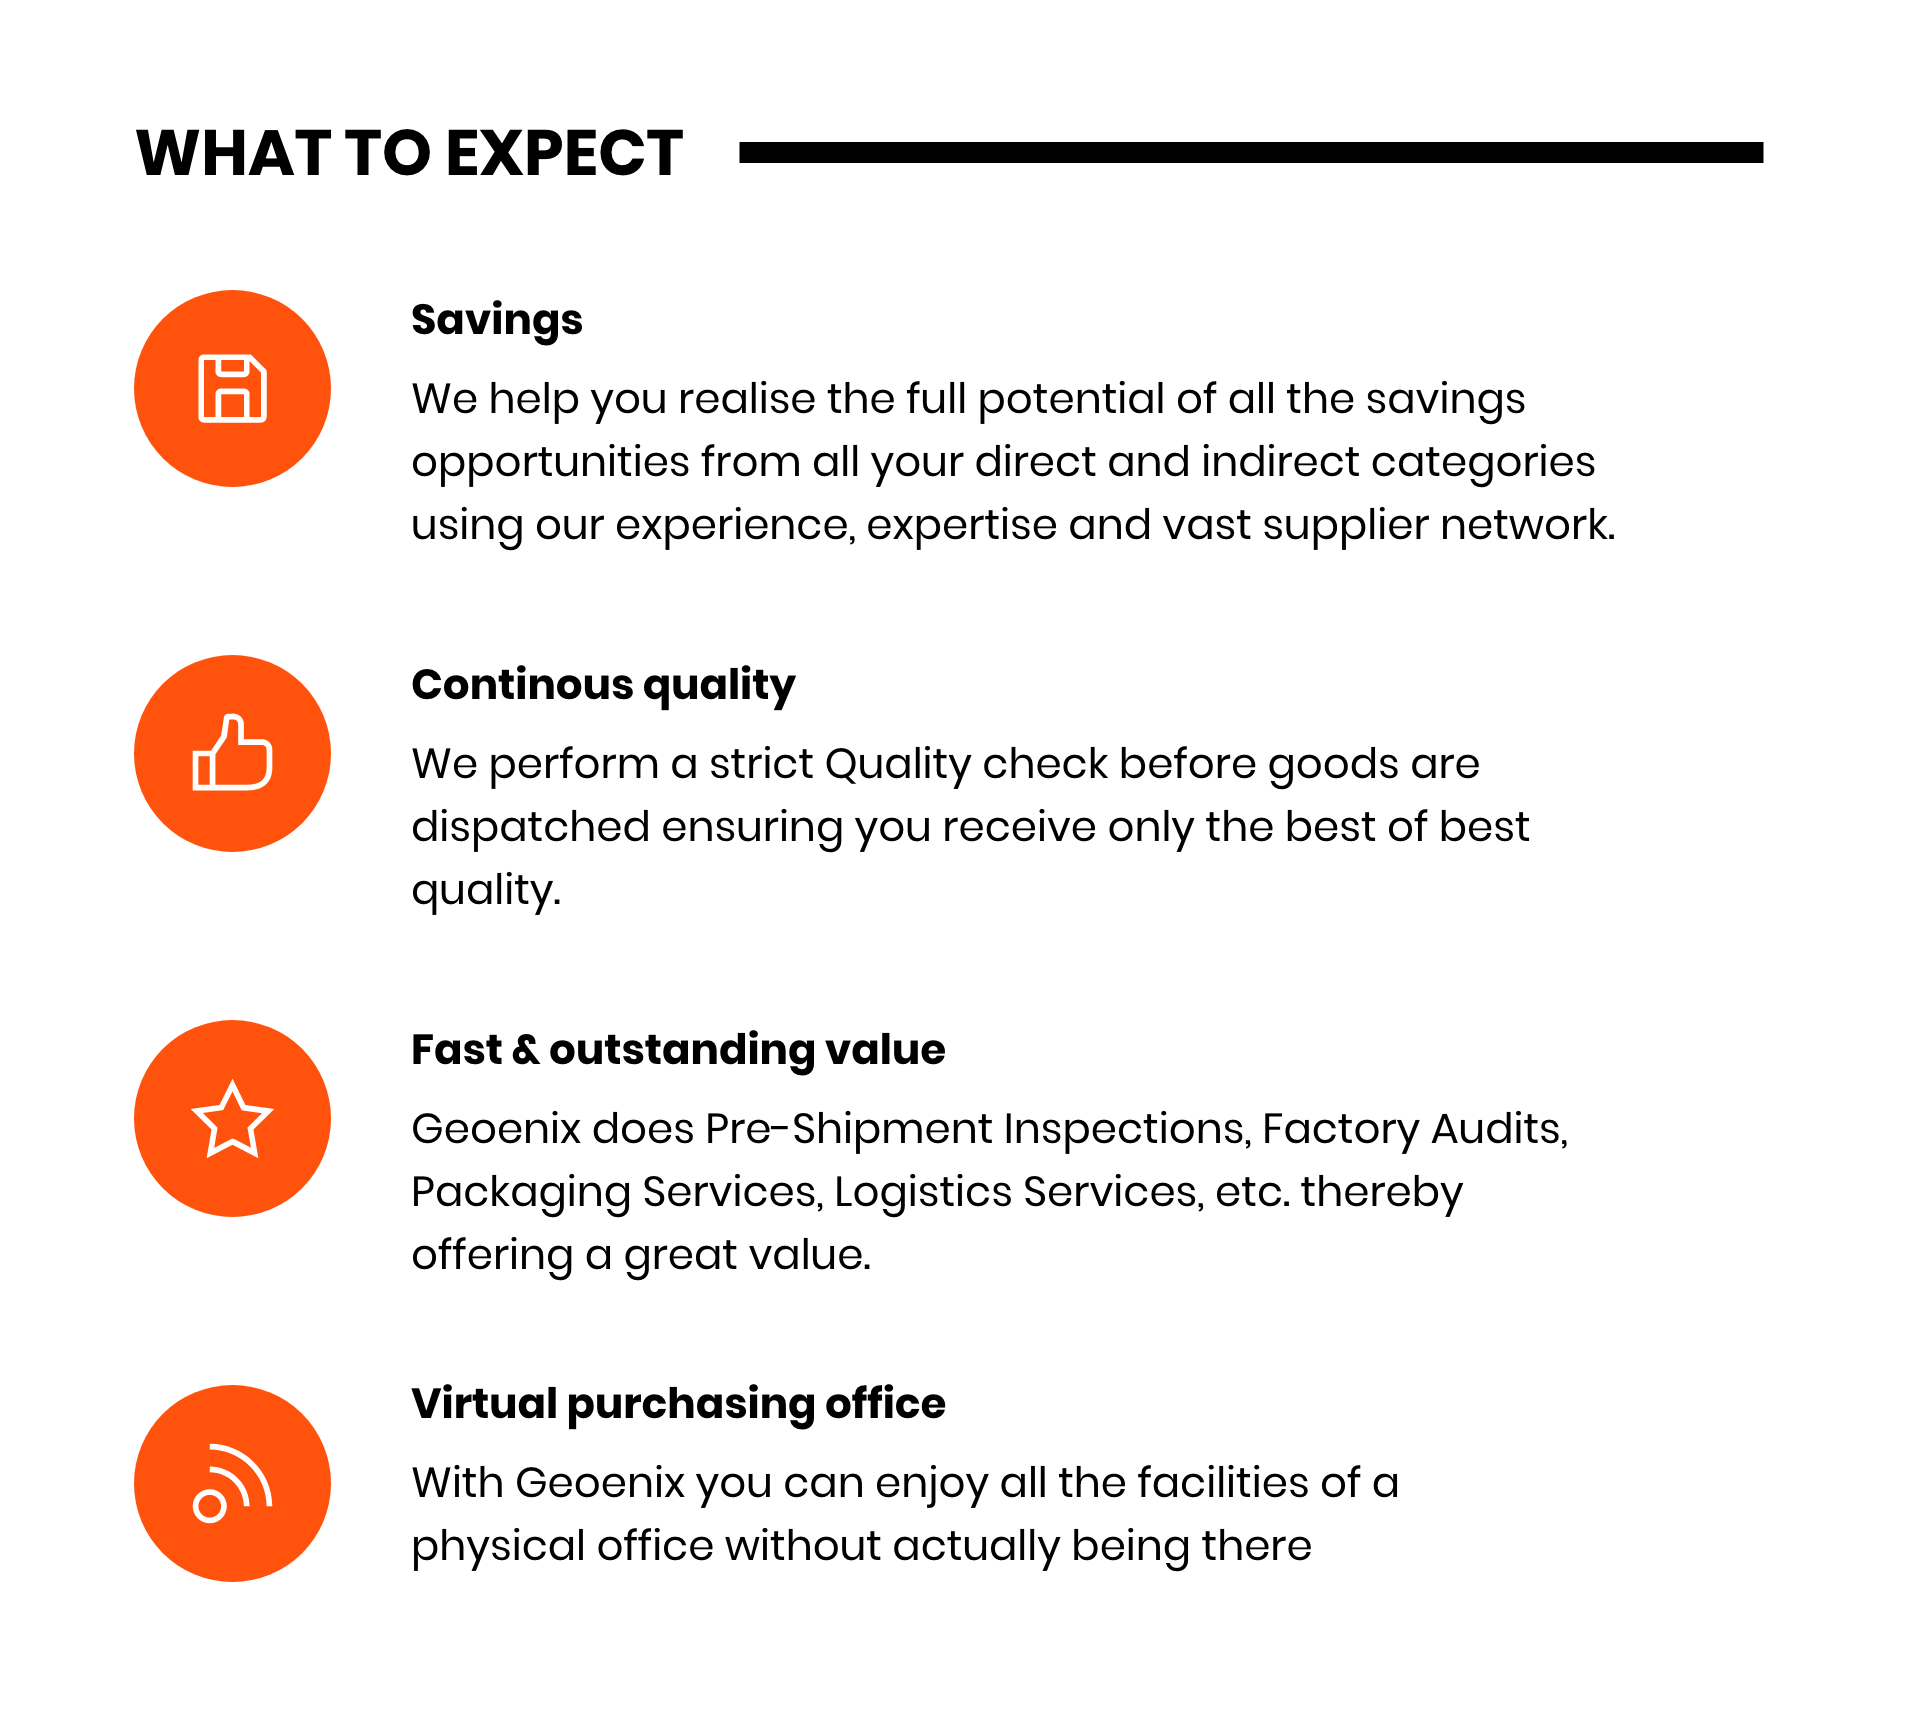 WHAT TO EXPECT
Savings
We help you realise the full potential of all the savings
opportunities from all your direct and indirect categories
using our experience, expertise and vast supplier network.
Continous quality
We perform a strict Quality check before goods are
dispatched ensuring you receive only the best of best
quality.
Fast & outstanding value
Geoenix does Pre-Shipment Inspections, Factory Audits,
Packaging Services, Logistics Services, etc. thereby
offering a great value.
Virtual purchasing office
With Geoenix you can enjoy all the facilities of a
physical office without actually being there